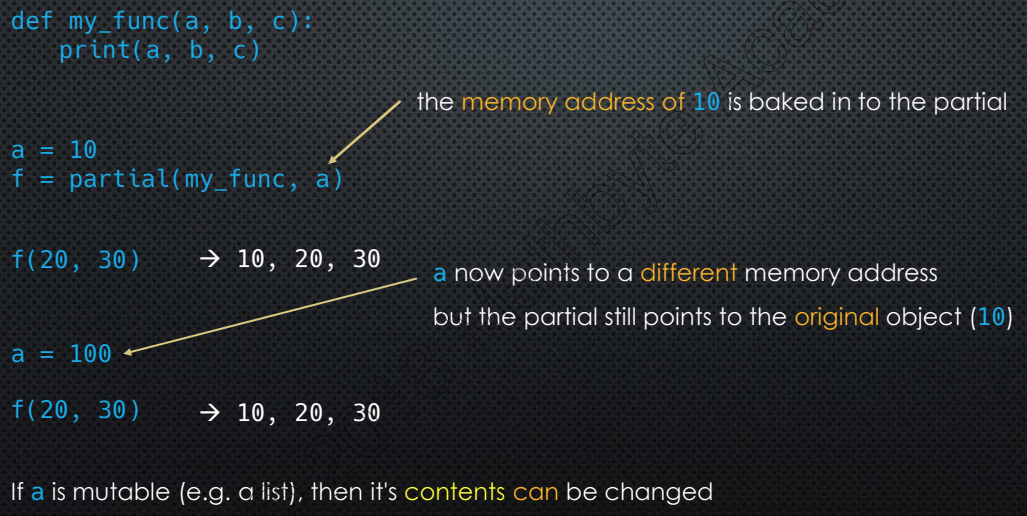 def my_func(a, b, c):
print(a, b, c)
the memory address of 10 is baked in to the partial
a = 10
f = partial(my_func, a)
f(20, 30) → 10, 20, 30
a now points to a different memory address
but the partial still points to the original object (10)
a = 100
f(20, 30) → 10, 20, 30
If a is mutable (e.g. a list), then it's contents can be changed